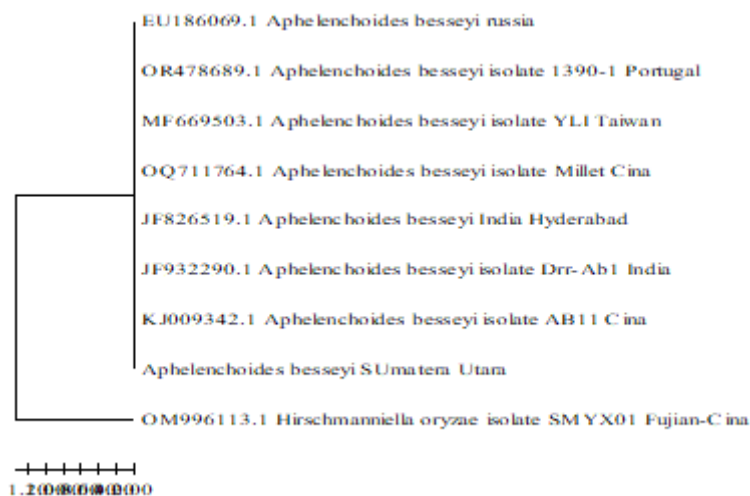 EU186069.1 Aphelenchoides besseyi russia
OR478689.1 Aphelenchoides besseyi isolate 1390-1 Portugal
MF669503.1 Aphelenchoides besseyi isolate YLI Taiwan
OQ711764.1 Aphelenchoides besseyi isolate Millet Cina
JF826519.1 Aphelenchoides besseyi India Hyderabad
JF932290.1 Aphelenchoides besseyi isolate Drr-Ab1 India
KJ009342.1 Aphelenchoides besseyi isolate AB11 Cina
Aphelenchoides besseyi SUmatera Utara
OM996113.1 Hirschmanniella oryzae isolate SMYX01 Fujian-Cina